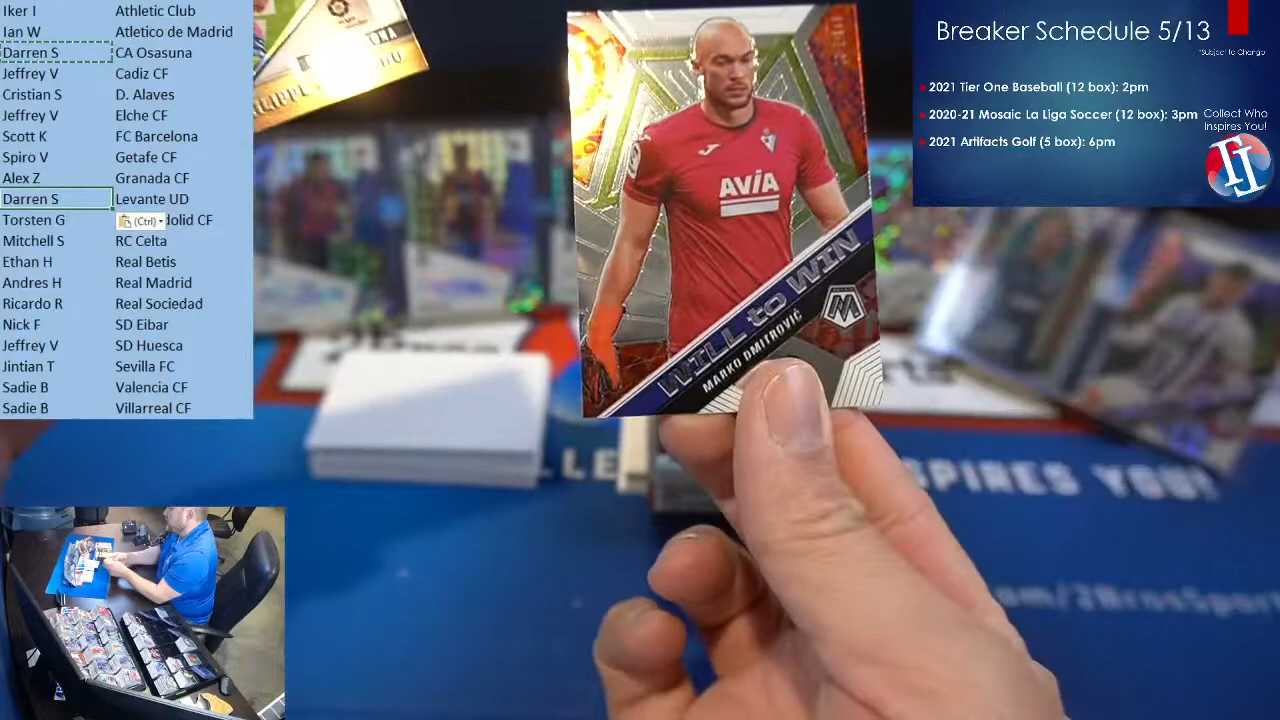 Iker I Athletic Club
Ian W Atletico de Madrid
Darren S CA Osasuna
Jeffrey V Cadiz CF
Cristian S D. Alaves
Jeffrey V Elche CF
Scott K FC Barcelona
Spiro V Getafe CF
Alex Z Granada CF
Darren S Levante UD
Torsten G (Ctrl) dolid CF
Mitchell S RC Celta
Ethan H Real Betis
Andres H Real Madrid
Ricardo R Real Sociedad
Nick F SD Eibar
Jeffrey V SD Huesca
Jintian T Sevilla FC
Sadie B Valencia CF
Sadie B Villarreal CF
Breaker Schedule 5/13
*Subject to Change
2021 Tier One Baseball (12 box): 2pm
2020-21 Mosaic La Liga Soccer (12 box): 3pm
2021 Artifacts Golf (5 box): 6pm
Collect Who
Inspires You!
AVIA
WILL to WIN
MARKO DMITROVIĆ
M
SPIRES YOU!